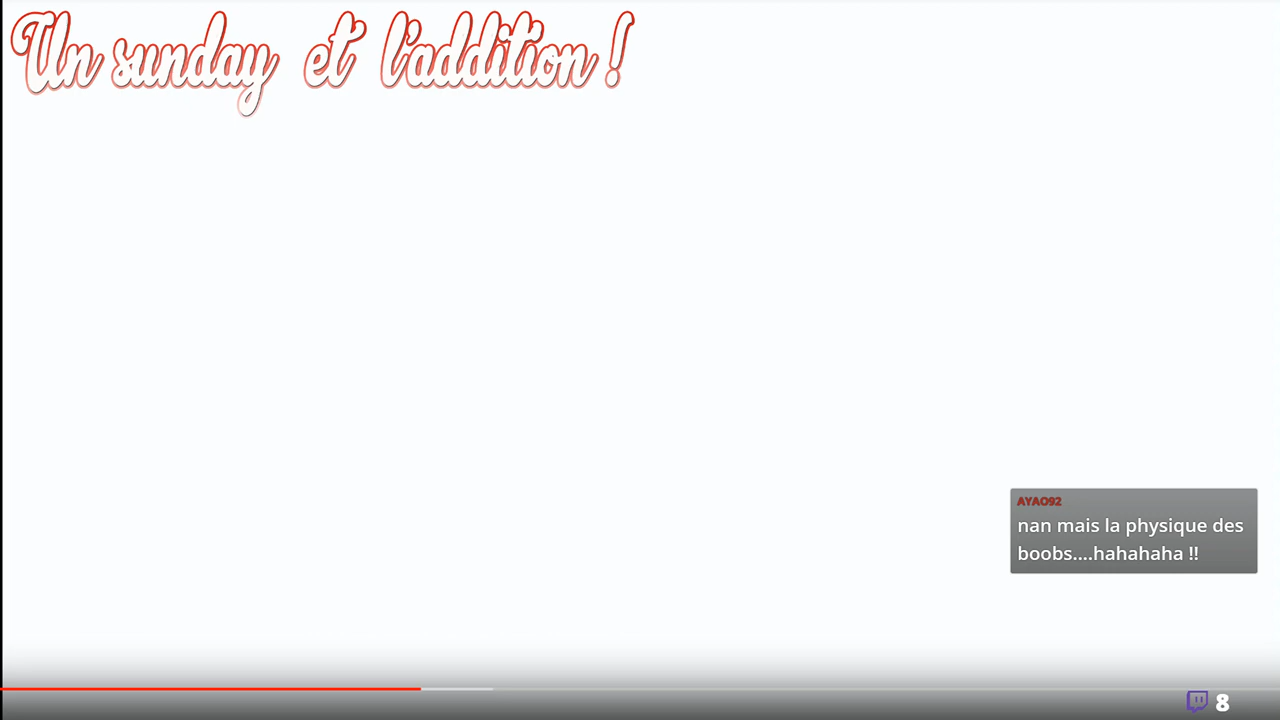 Un sunday et l'addition !
AYAO92
nan mais la physique des
boobs....hahahaha !!
8